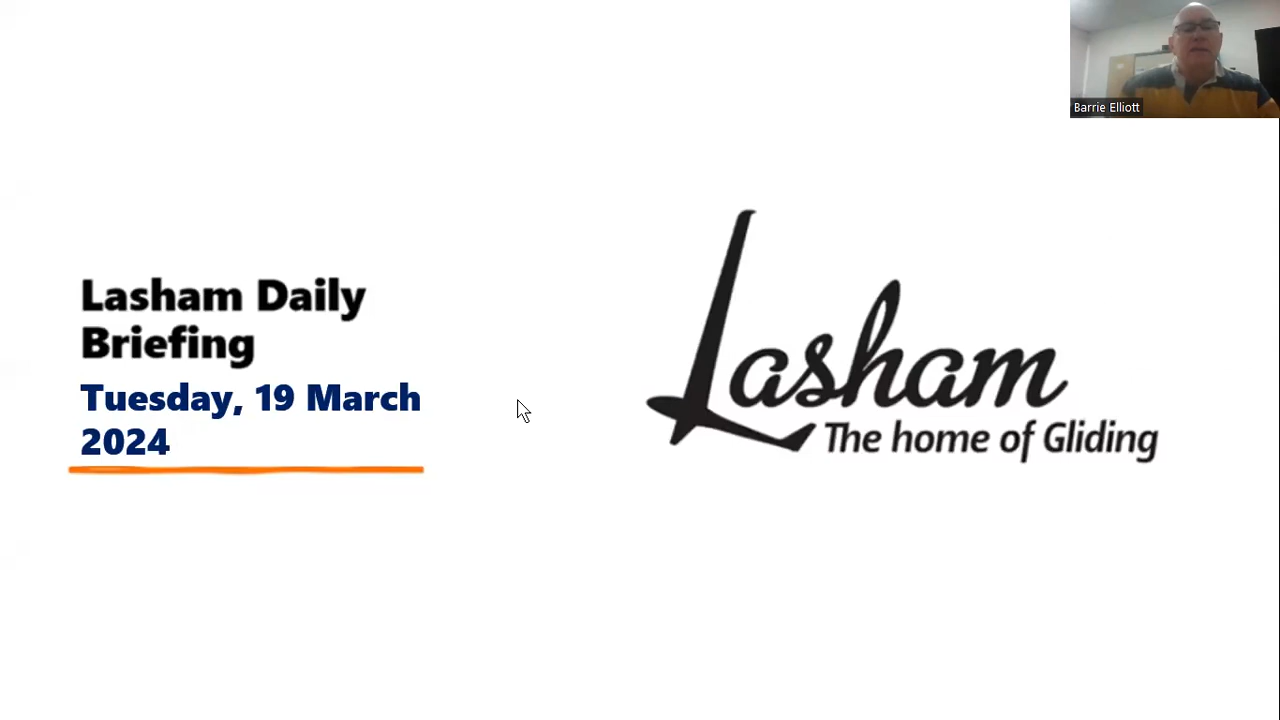 Barrie Elliott
Lasham Daily
Briefing
Tuesday, 19 March
2024
Lasham
The home of Gliding